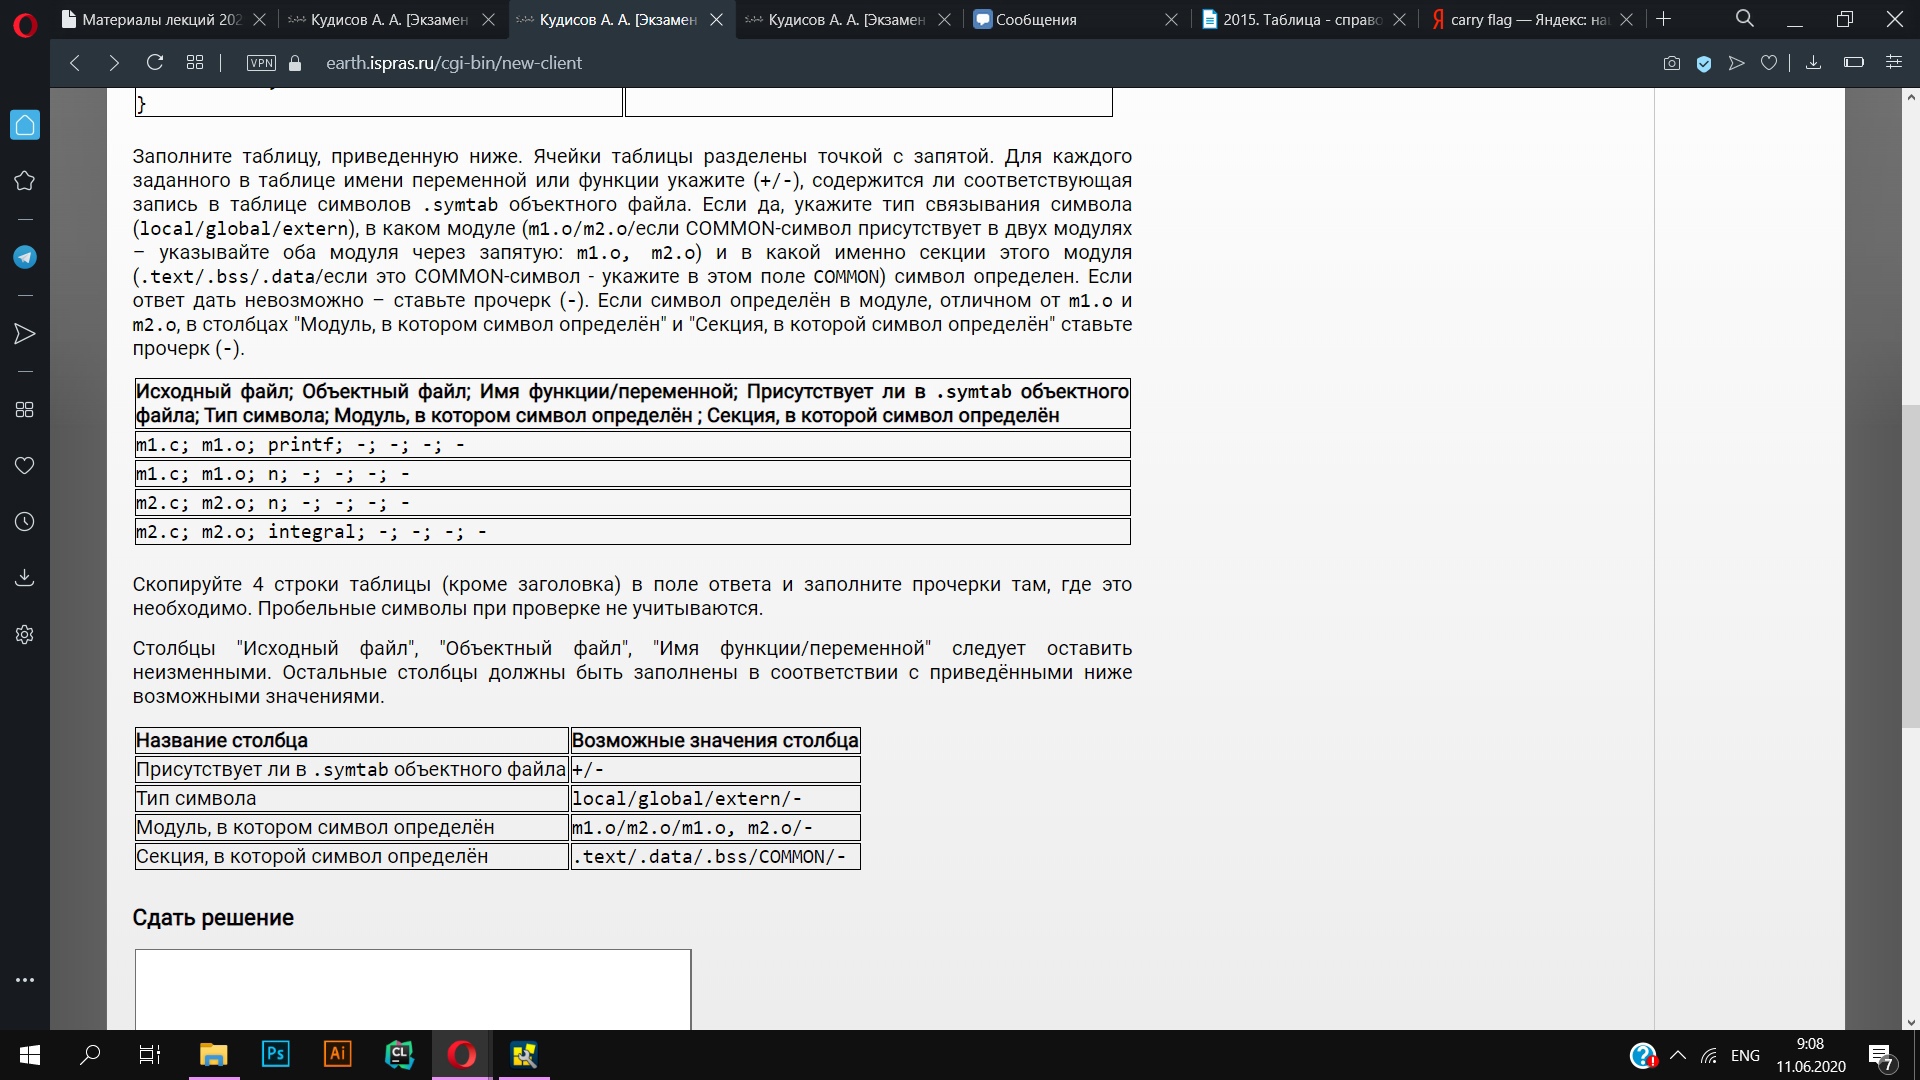 Материалы лекций 202
Кудисов А. А. [Экзамен
Кудисов А. А. [Экзамен
Кудисов А. А. [Экзамен
Сообщения
2015. Таблица - справо
carry flag — Яндекс: на
VPN
earth.ispras.ru/cgi-bin/new-client
}
Заполните таблицу, приведенную ниже. Ячейки таблицы разделены точкой с запятой. Для каждого
заданного в таблице имени переменной или функции укажите (+/-), содержится ли соответствующая
запись в таблице символов .symtab объектного файла. Если да, укажите тип связывания символа
(local/global/extern), в каком модуле (m1.o/m2.o/если COMMON-символ присутствует в двух модулях
– указывайте оба модуля через запятую: m1.o, m2.o) и в какой именно секции этого модуля
(.text/.bss/.data/если это COMMON-символ - укажите в этом поле COMMON) символ определен. Если
ответ дать невозможно – ставьте прочерк (-). Если символ определён в модуле, отличном от m1.o и
m2.o, в столбцах "Модуль, в котором символ определён" и "Секция, в которой символ определён" ставьте
прочерк (-).
Исходный файл; Объектный файл; Имя функции/переменной; Присутствует ли в .symtab объектного
файла; Тип символа; Модуль, в котором символ определён ; Секция, в которой символ определён
m1.c; m1.o; printf; -; -; -; -
m1.c; m1.o; n; -; -; -; -
m2.c; m2.o; n; -; -; -; -
m2.c; m2.o; integral; -; -; -; -
Скопируйте 4 строки таблицы (кроме заголовка) в поле ответа и заполните прочерки там, где это
необходимо. Пробельные символы при проверке не учитываются.
Столбцы "Исходный файл", "Объектный файл", "Имя функции/переменной" следует оставить
неизменными. Остальные столбцы должны быть заполнены в соответствии с приведёнными ниже
возможными значениями.
Название столбца Возможные значения столбца
Присутствует ли в .symtab объектного файла +/-
Тип символа local/global/extern/-
Модуль, в котором символ определён m1.o/m2.o/m1.o, m2.o/-
Секция, в которой символ определён .text/.data/.bss/COMMON/-
Сдать решение
Ps
Ai
CL
ENG
9:08
11.06.2020
7